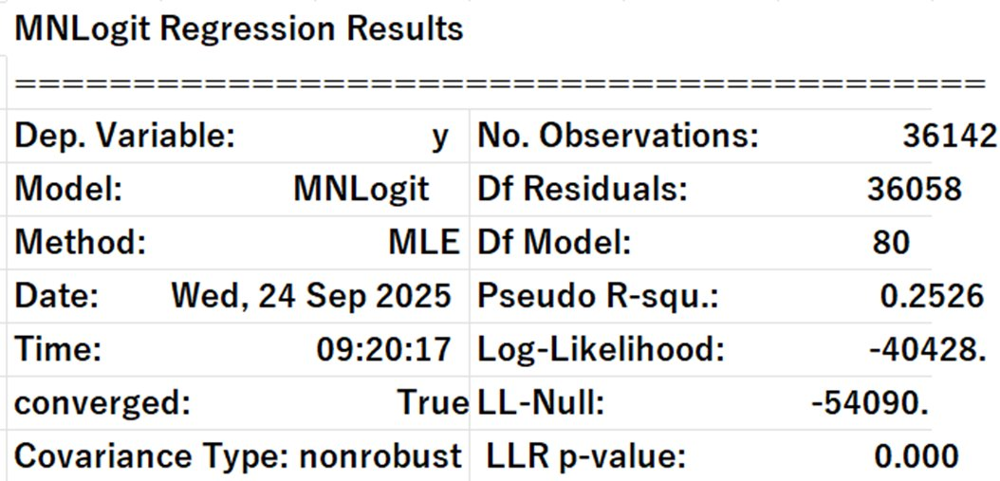 MNLogit Regression Results
==========================================
Dep. Variable: y No. Observations: 36142
Model: MNLogit Df Residuals: 36058
Method: MLE Df Model: 80
Date: Wed, 24 Sep 2025 Pseudo R-squ.: 0.2526
Time: 09:20:17 Log-Likelihood: -40428.
converged: True LL-Null: -54090.
Covariance Type: nonrobust LLR p-value: 0.000